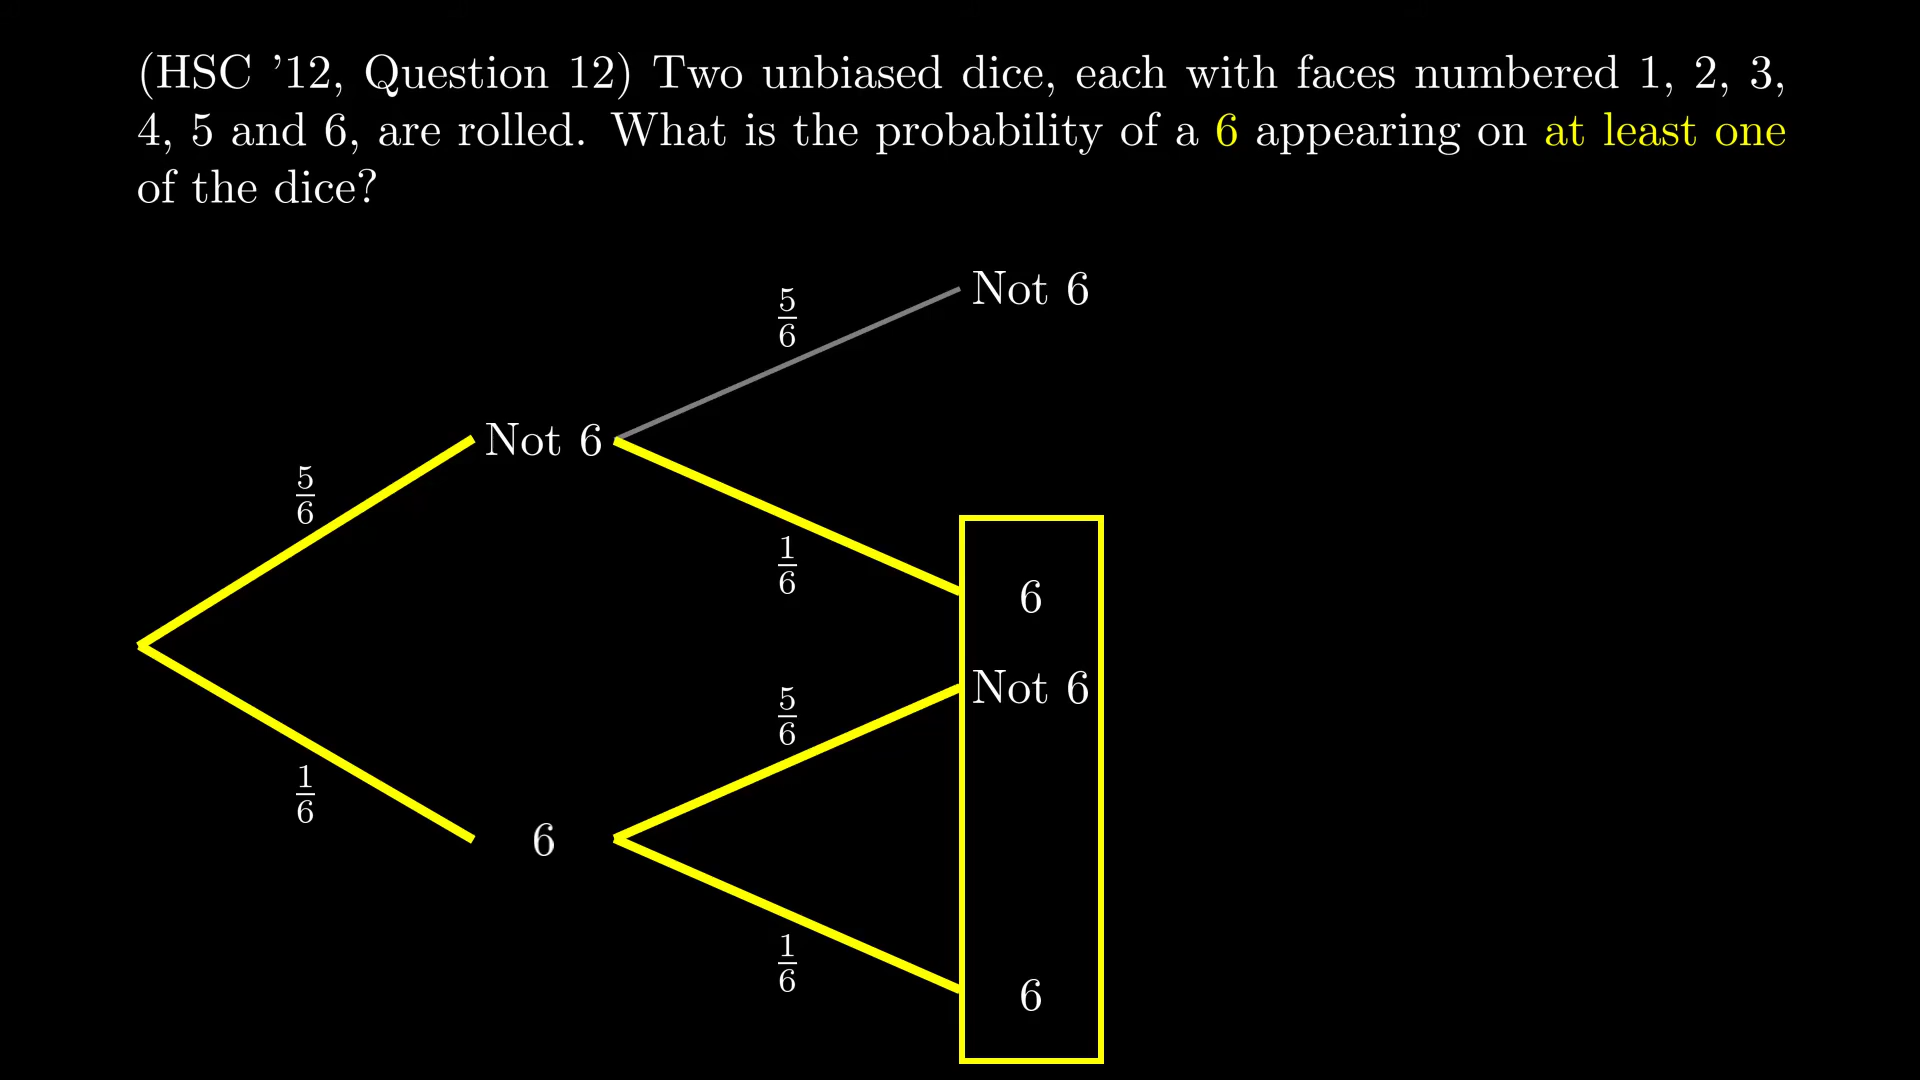 (HSC ’12, Question 12) Two unbiased dice, each with faces numbered 1, 2, 3,
4, 5 and 6, are rolled. What is the probability of a 6 appearing on at least one
of the dice?
5/6
Not 6
Not 6
5/6
1/6
6
5/6
Not 6
1/6
6
1/6
6